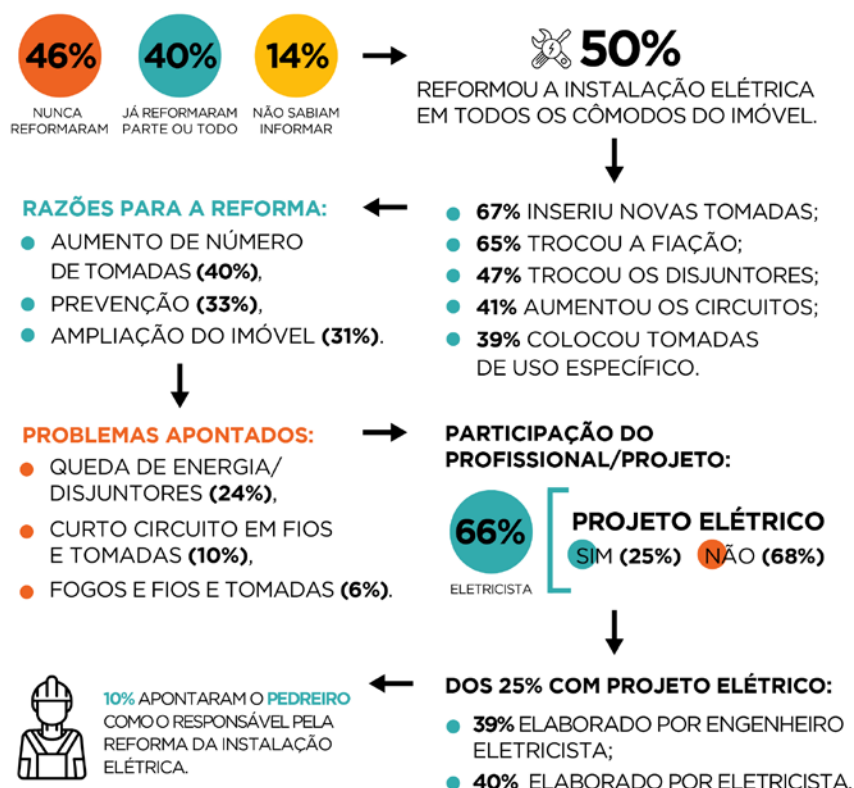 46%
NUNCA
REFORMARAM
40%
JÁ REFORMARAM
PARTE OU TODO
14%
NÃO SABIAM
INFORMAR
50%
REFORMOU A INSTALAÇÃO ELÉTRICA
EM TODOS OS CÔMODOS DO IMÓVEL.
67% INSERIU NOVAS TOMADAS;
65% TROCOU A FIAÇÃO;
47% TROCOU OS DISJUNTORES;
41% AUMENTOU OS CIRCUITOS;
39% COLOCOU TOMADAS
DE USO ESPECÍFICO.
RAZÕES PARA A REFORMA:
AUMENTO DE NÚMERO
DE TOMADAS (40%),
PREVENÇÃO (33%),
AMPLIAÇÃO DO IMÓVEL (31%).
PROBLEMAS APONTADOS:
QUEDA DE ENERGIA/
DISJUNTORES (24%),
CURTO CIRCUITO EM FIOS
E TOMADAS (10%),
FOGOS E FIOS E TOMADAS (6%).
PARTICIPAÇÃO DO
PROFISSIONAL/PROJETO:
66%
ELETRICISTA
PROJETO ELÉTRICO
SIM (25%) NÃO (68%)
DOS 25% COM PROJETO ELÉTRICO:
39% ELABORADO POR ENGENHEIRO
ELETRICISTA;
40% ELABORADO POR ELETRICISTA.
10% APONTARAM O PEDREIRO
COMO O RESPONSÁVEL PELA
REFORMA DA INSTALAÇÃO
ELÉTRICA.